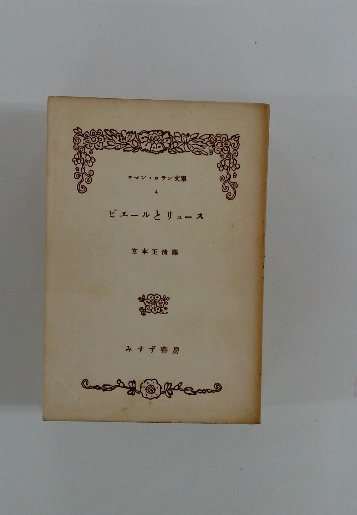 ロマン・ロラン文庫
4
ピエールとリュース
宮本正清譯
みすず書房